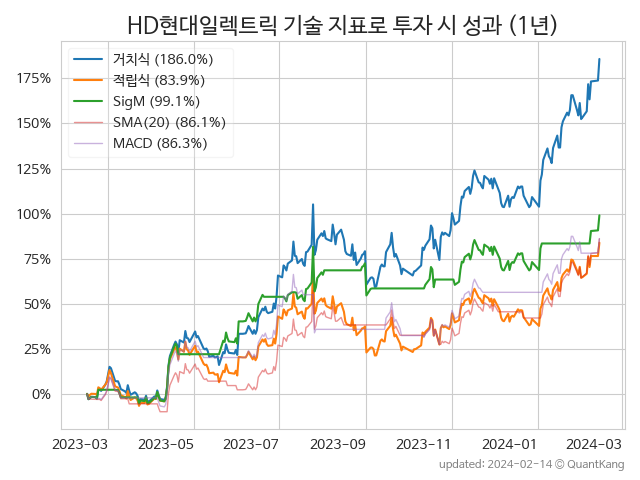 HD현대일렉트릭 기술 지표로 투자 시 성과 (1년)
거치식 (186.0%)
적립식 (83.9%)
SigM (99.1%)
SMA(20) (86.1%)
MACD (86.3%)
175%
150%
125%
100%
75%
50%
25%
0%
2023-03 2023-05 2023-07 2023-09 2023-11 2024-01 2024-03
updated: 2024-02-14 © QuantKang